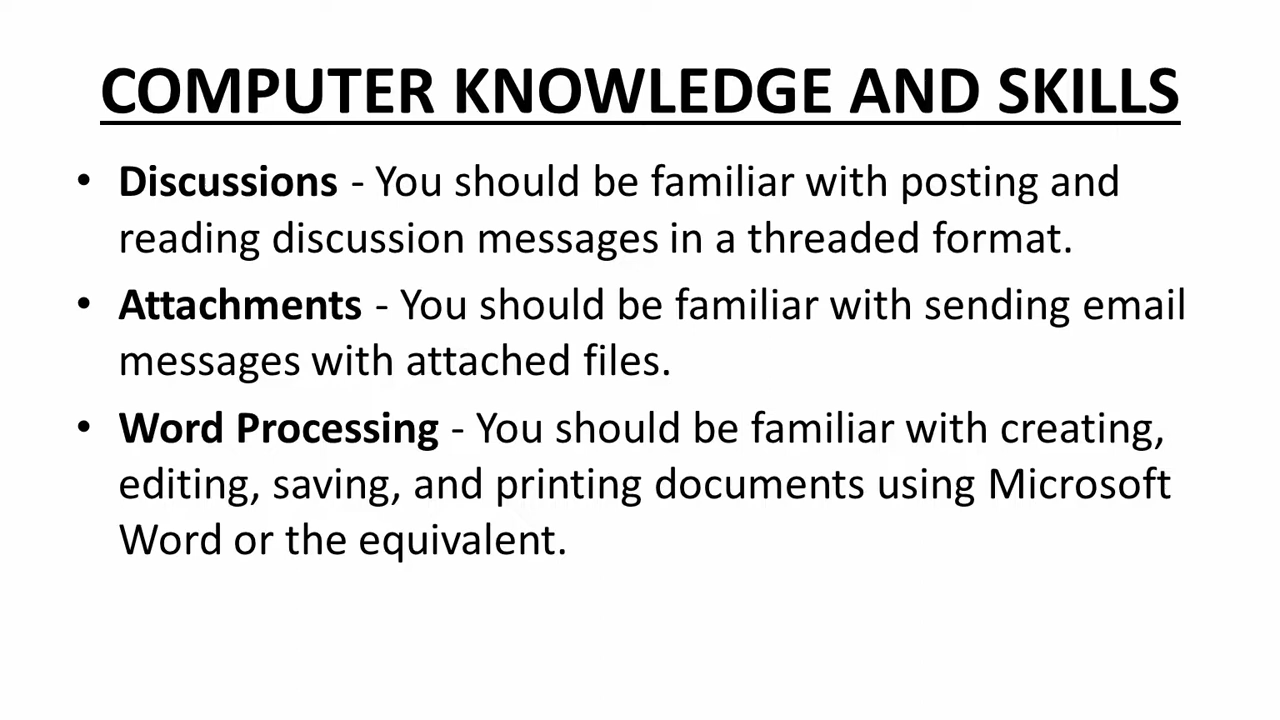 COMPUTER KNOWLEDGE AND SKILLS
• Discussions - You should be familiar with posting and
reading discussion messages in a threaded format.
• Attachments - You should be familiar with sending email
messages with attached files.
• Word Processing - You should be familiar with creating,
editing, saving, and printing documents using Microsoft
Word or the equivalent.